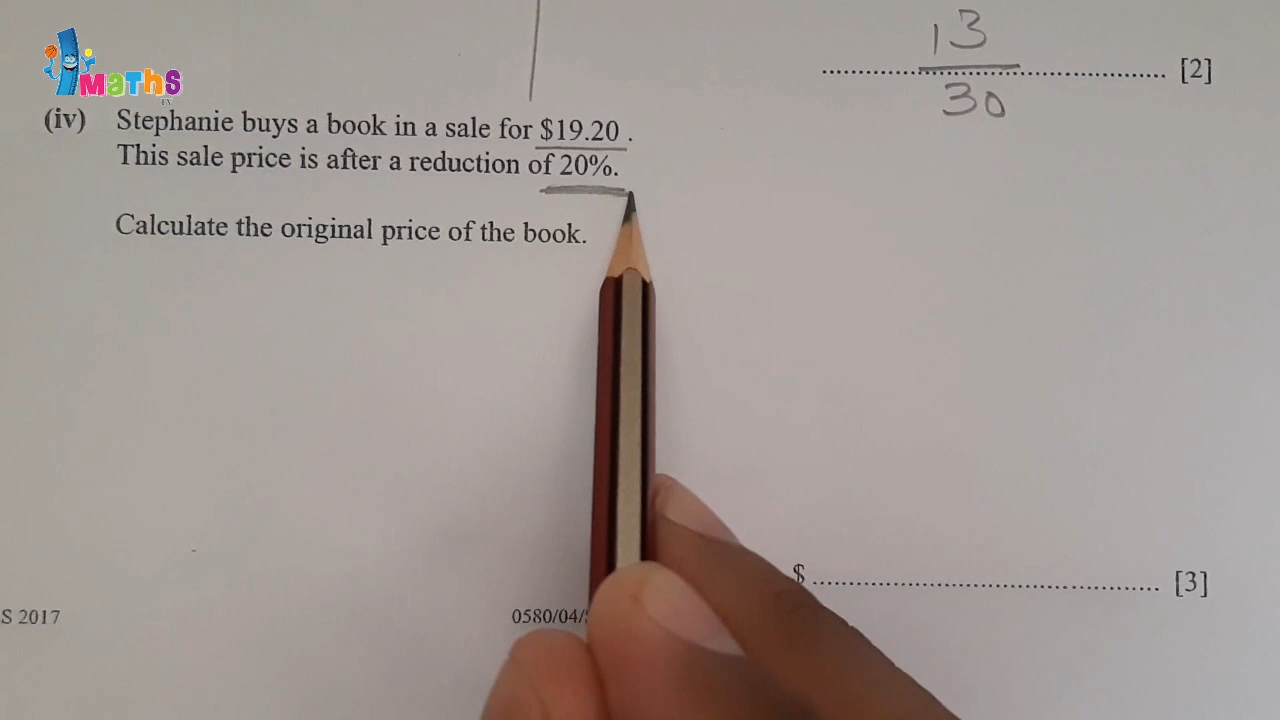 13
[2]
30
Maths
TV
(iv) Stephanie buys a book in a sale for $19.20 .
This sale price is after a reduction of 20%.
Calculate the original price of the book.
$ [3]
S 2017 0580/04/